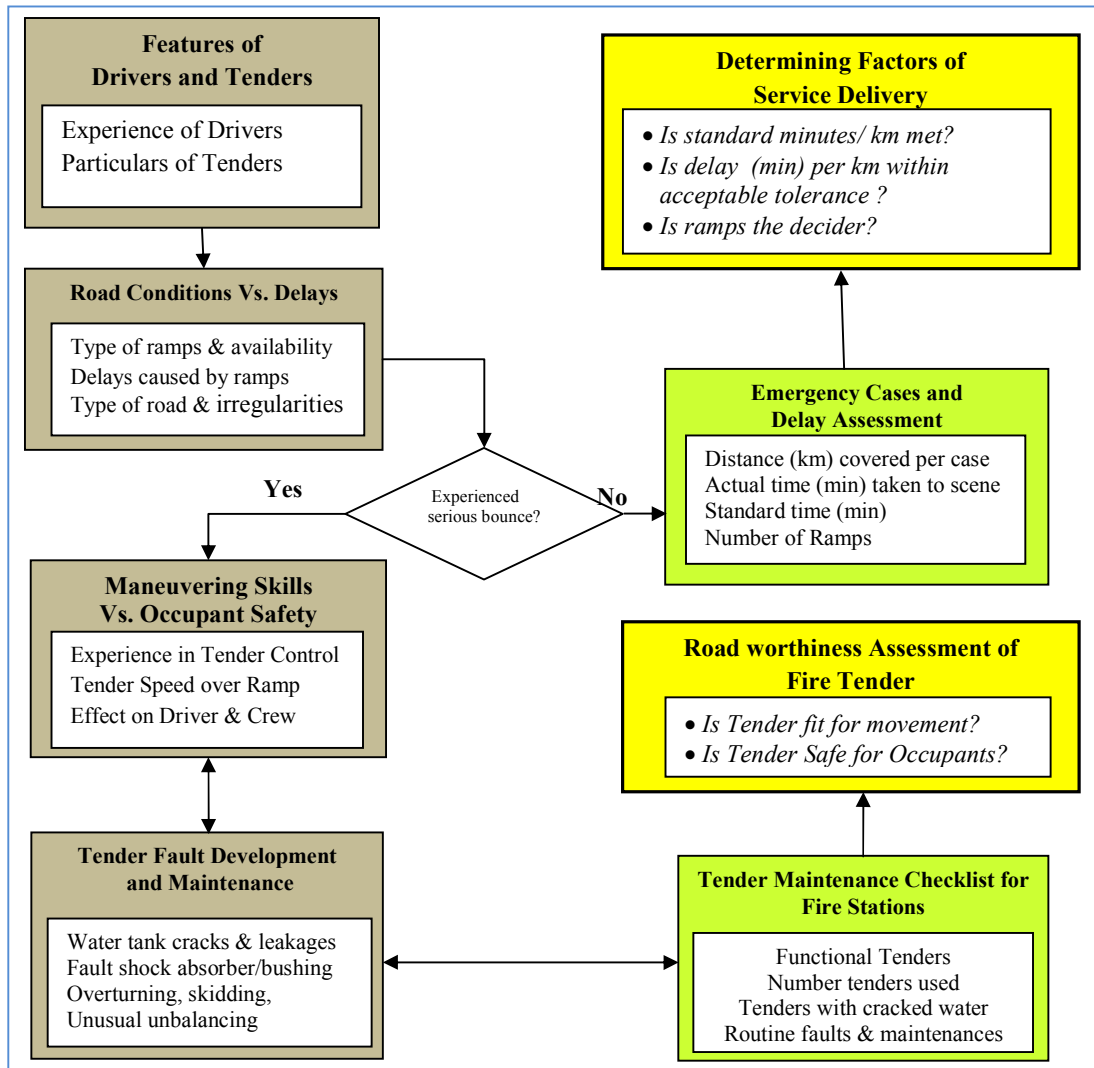 Features of
Drivers and Tenders
Experience of Drivers
Particulars of Tenders
Road Conditions Vs. Delays
Type of ramps & availability
Delays caused by ramps
Type of road & irregularities
Experienced
serious bounce?
Yes
No
Maneuvering Skills
Vs. Occupant Safety
Experience in Tender Control
Tender Speed over Ramp
Effect on Driver & Crew
Tender Fault Development
and Maintenance
Water tank cracks & leakages
Fault shock absorber/bushing
Overturning, skidding,
Unusual unbalancing
Determining Factors of
Service Delivery
• Is standard minutes/ km met?
• Is delay (min) per km within
acceptable tolerance ?
• Is ramps the decider?
Emergency Cases and
Delay Assessment
Distance (km) covered per case
Actual time (min) taken to scene
Standard time (min)
Number of Ramps
Road worthiness Assessment of
Fire Tender
• Is Tender fit for movement?
• Is Tender Safe for Occupants?
Tender Maintenance Checklist for
Fire Stations
Functional Tenders
Number tenders used
Tenders with cracked water
Routine faults & maintenances